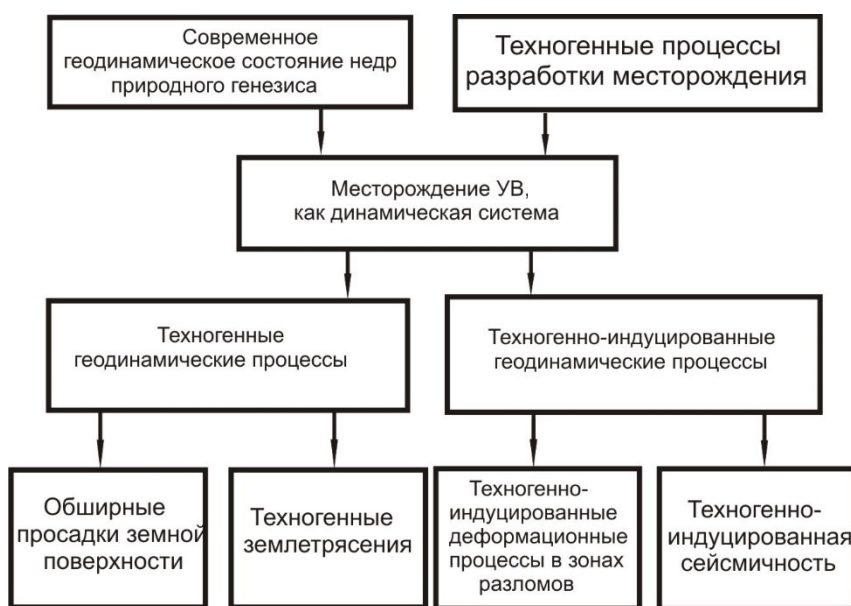 Современное
геодинамическое состояние недр
природного генезиса
Техногенные процессы
разработки месторождения
Месторождение УВ,
как динамическая система
Техногенные
геодинамические процессы
Техногенно-индуцированные
геодинамические процессы
Обширные
просадки земной
поверхности
Техногенные
землетрясения
Техногенно-
индуцированные
деформационные
процессы в зонах
разломов
Техногенно-
индуцированная
сейсмичность